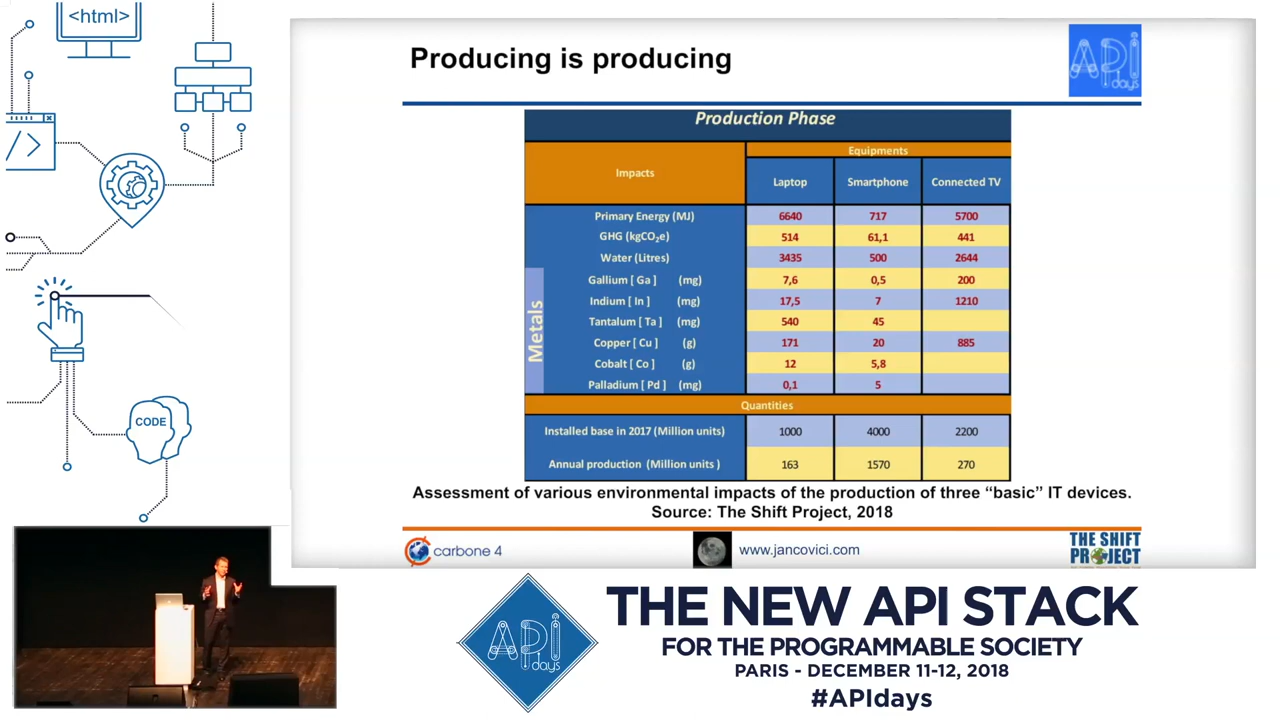 <html>
Producing is producing
API
days
</>
Production Phase
Impacts
Equipments
Laptop Smartphone Connected TV
Primary Energy (MJ) 6640 717 5700
GHG (kgCO₂e) 514 61,1 441
Water (Litres) 3435 500 2644
Metals
Gallium [ Ga ] (mg) 7,6 0,5 200
Indium [ In ] (mg) 17,5 7 1210
Tantalum [ Ta ] (mg) 540 45
Copper [ Cu ] (g) 171 20 885
Cobalt [ Co ] (g) 12 5,8
Palladium [ Pd ] (mg) 0,1 5
Quantities
Installed base in 2017 (Million units) 1000 4000 2200
Annual production (Million units ) 163 1570 270
CODE
Assessment of various environmental impacts of the production of three “basic” IT devices.
Source: The Shift Project, 2018
carbone 4
www.jancovici.com
THE SHIFT
PROJECT
API
days
THE NEW API STACK
FOR THE PROGRAMMABLE SOCIETY
PARIS - DECEMBER 11-12, 2018
#APIdays